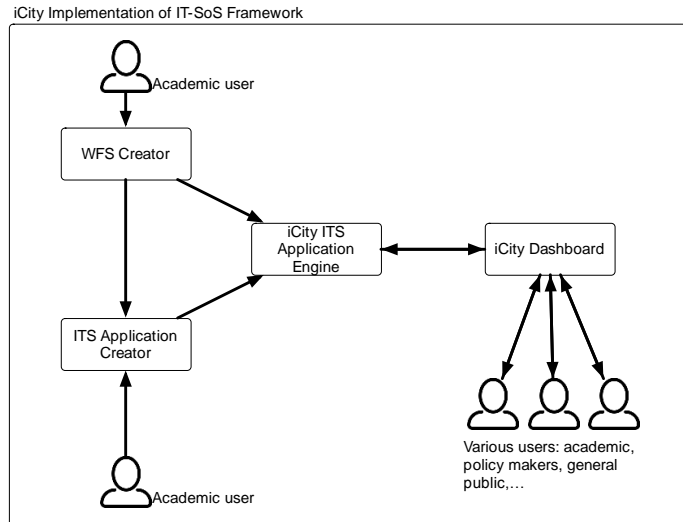 iCity Implementation of IT-SoS Framework
Academic user
WFS Creator
iCity ITS
Application
Engine
iCity Dashboard
ITS Application
Creator
Various users: academic,
policy makers, general
public,...
Academic user